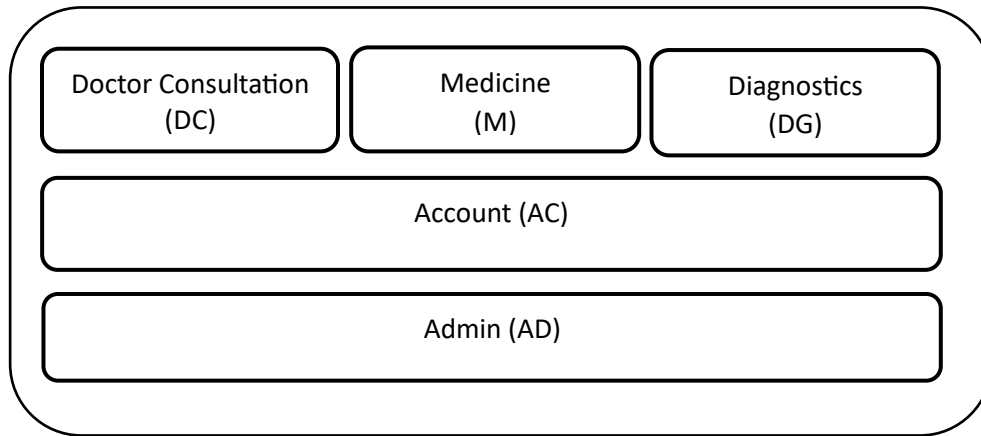 Doctor Consultation
(DC)
Medicine
(M)
Diagnostics
(DG)
Account (AC)
Admin (AD)